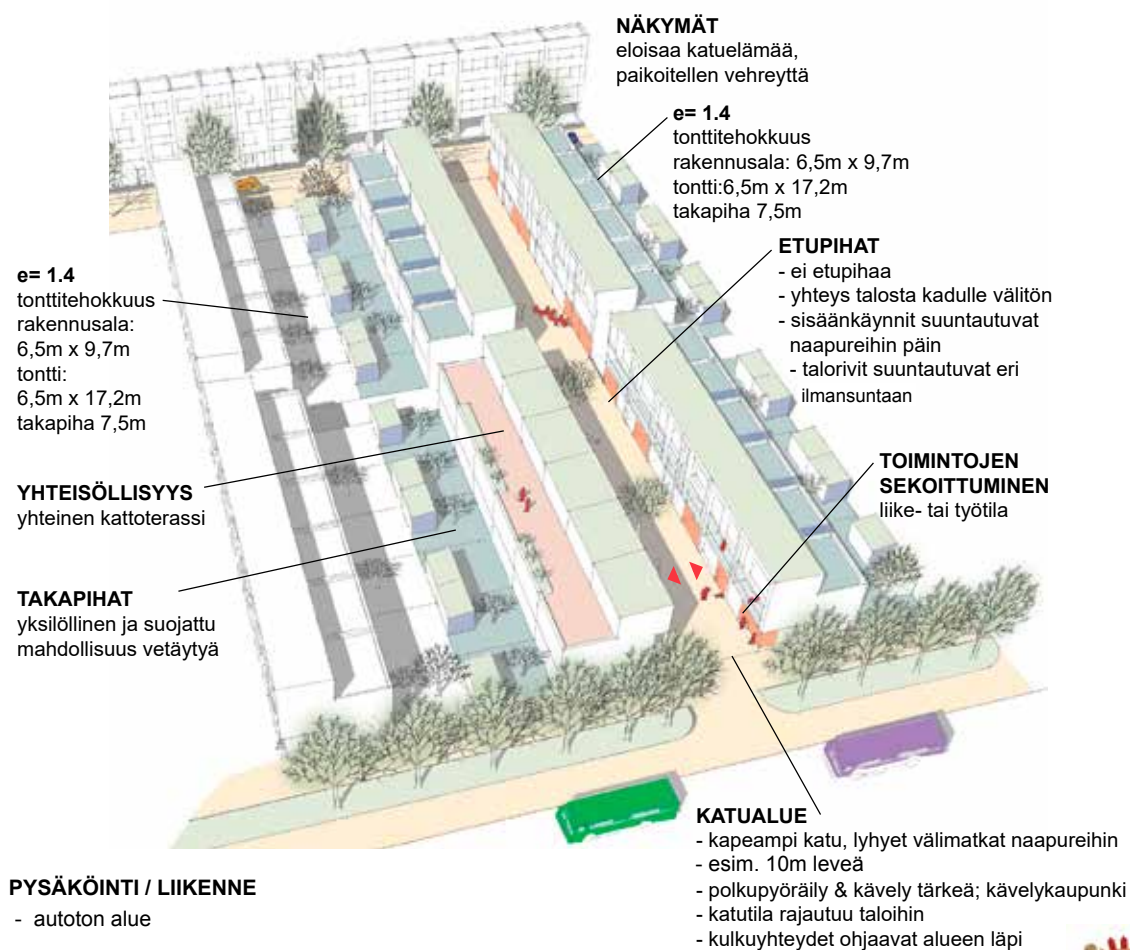 NÄKYMÄT
eloisaa katuelämää,
paikoitellen vehreyttä
e= 1.4
tonttitehokkuus
rakennusala: 6,5m x 9,7m
tontti:6,5m x 17,2m
takapiha 7,5m
ETUPIHAT
- ei etupihaa
- yhteys talosta kadulle välitön
- sisäänkäynnit suuntautuvat
naapureihin päin
- talorivit suuntautuvat eri
ilmansuntaan
e= 1.4
tonttitehokkuus
rakennusala:
6,5m x 9,7m
tontti:
6,5m x 17,2m
takapiha 7,5m
TOIMINTOJEN
SEKOITTUMINEN
liike- tai työtila
YHTEISÖLLISYYS
yhteinen kattoterassi
TAKAPIHAT
yksilöllinen ja suojattu
mahdollisuus vetäytyä
KATUALUE
- kapeampi katu, lyhyet välimatkat naapureihin
- esim. 10m leveä
- polkupyöräily & kävely tärkeä; kävelykaupunki
- katutila rajautuu taloihin
- kulkuyhteydet ohjaavat alueen läpi
PYSÄKÖINTI / LIIKENNE
- autoton alue